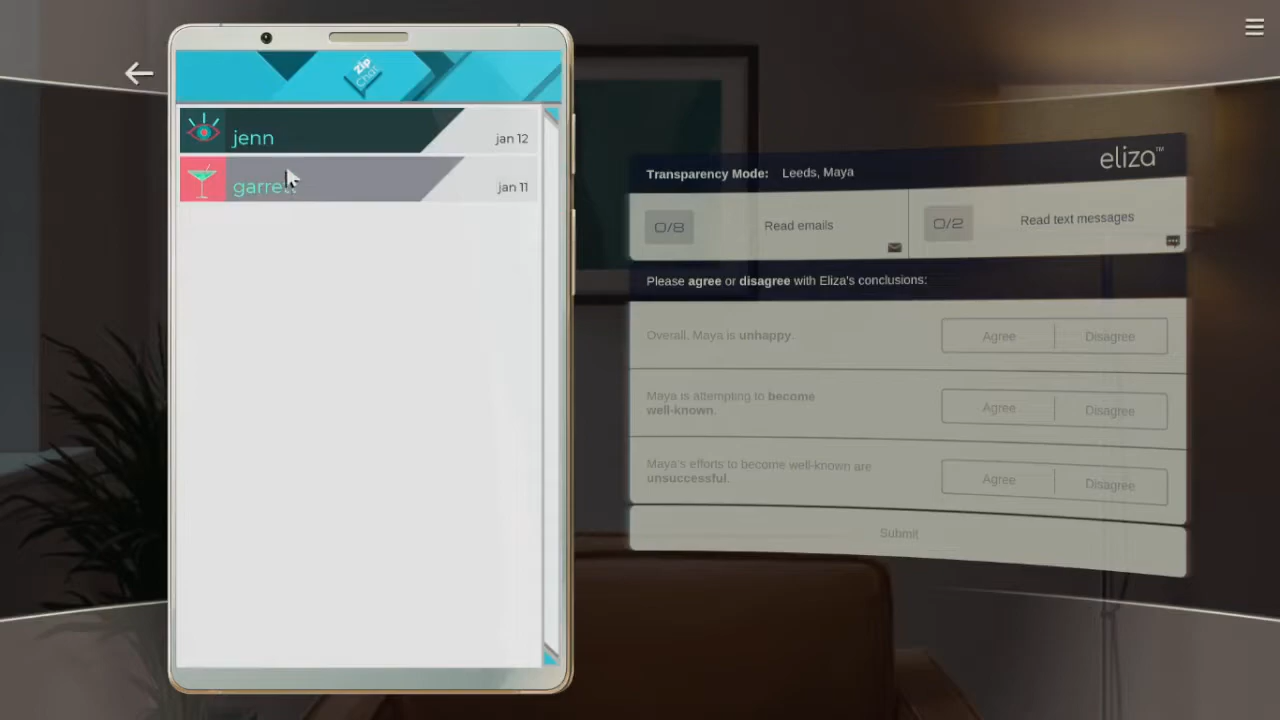 zip
Chat
jenn
jan 12
garrett
jan 11
eliza™
Transparency Mode: Leeds, Maya
0/8 Read emails
0/2 Read text messages
Please agree or disagree with Eliza's conclusions:
Overall, Maya is unhappy.
Agree Disagree
Maya is attempting to become
well-known.
Agree Disagree
Maya's efforts to become well-known are
unsuccessful.
Agree Disagree
Submit